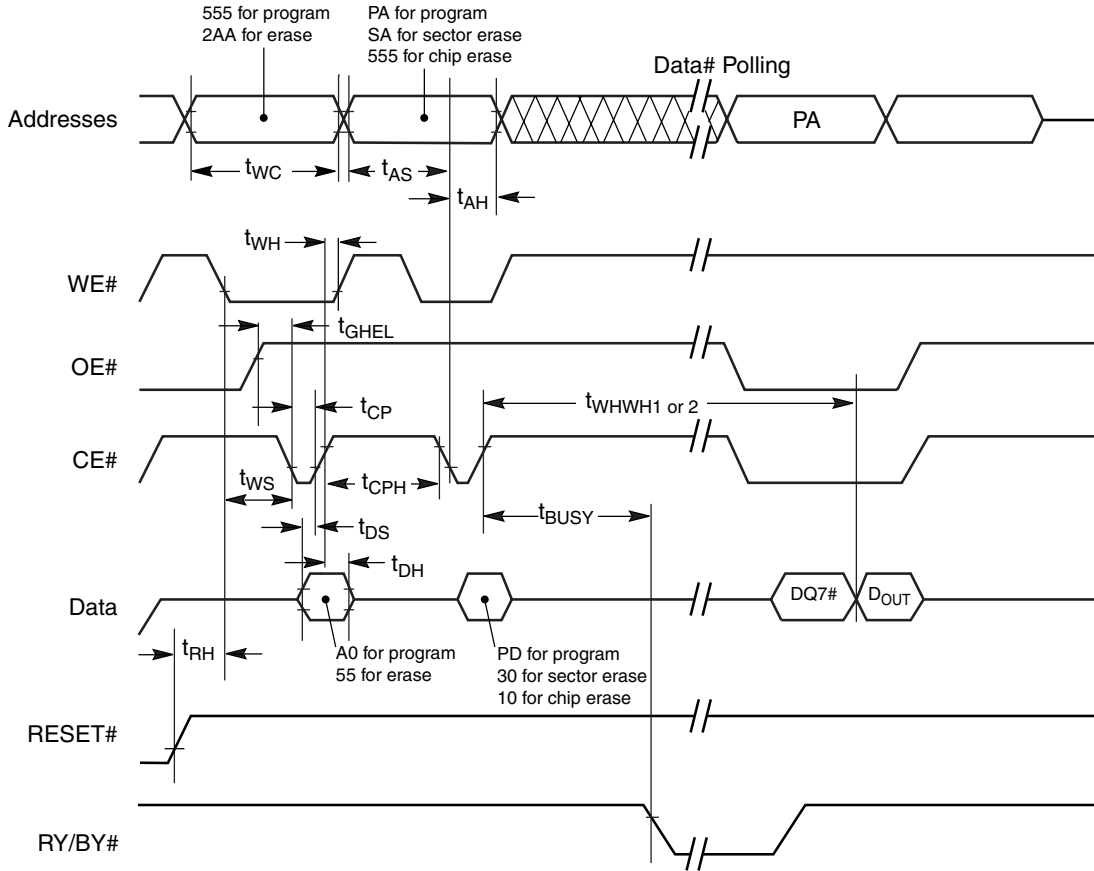 555 for program
2AA for erase
PA for program
SA for sector erase
555 for chip erase
Data# Polling
Addresses
PA
tWC
tAS
tAH
tWH
WE#
tGHEL
OE#
tWHWH1 or 2
tCP
CE#
tWS
tCPH
tBUSY
tDS
tDH
Data
DQ7#
DOUT
tRH
A0 for program
55 for erase
PD for program
30 for sector erase
10 for chip erase
RESET#
RY/BY#